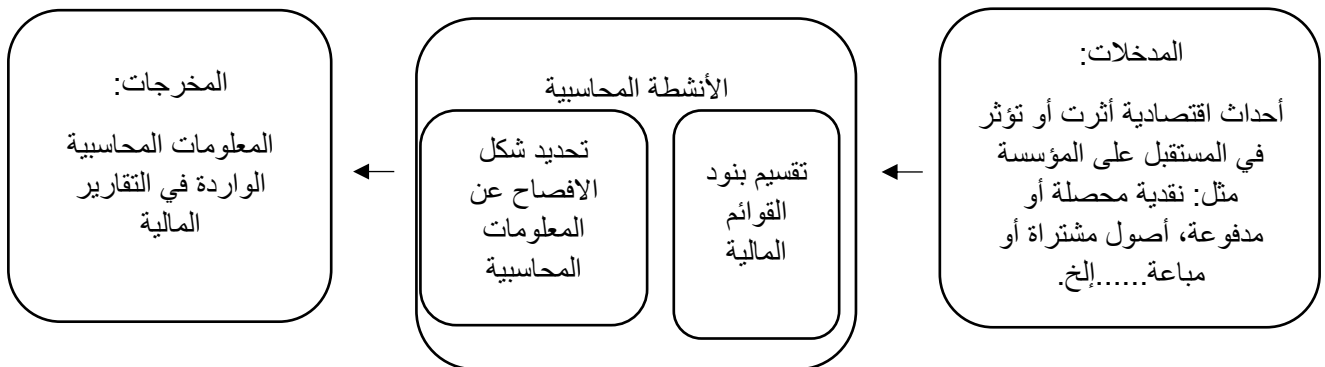 المدخلات:
أحداث اقتصادية أثرت أو تؤثر
في المستقبل على المؤسسة
مثل: نقدية محصلة أو
مدفوعة، أصول مشتراة أو
مباعة......إلخ.
الأنشطة المحاسبية
تقسيم بنود
القوائم
المالية
تحديد شكل
الافصاح عن
المعلومات
المحاسبية
المخرجات:
المعلومات المحاسبية
الواردة في التقارير
المالية